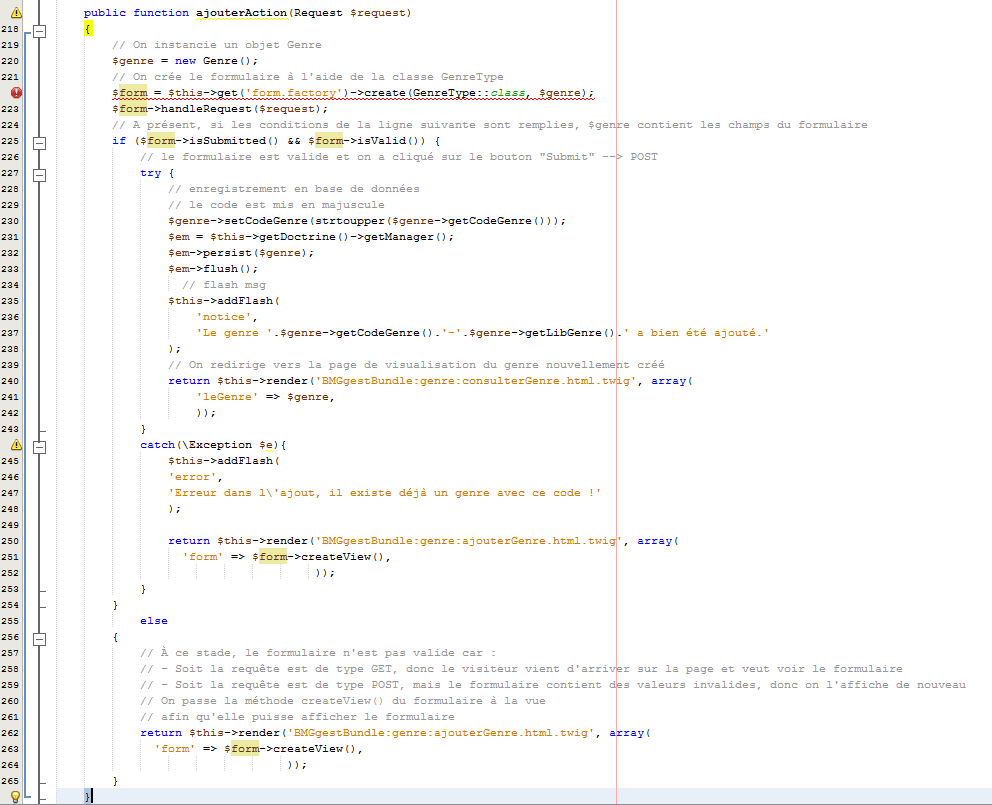 public function ajouterAction(Request $request)
218 {
219 // On instancie un objet Genre
220 $genre = new Genre();
221 // On crée le formulaire à l'aide de la classe GenreType
$form = $this->get('form.factory')->create(GenreType::class, $genre);
223 $form->handleRequest($request);
224 // A présent, si les conditions de la ligne suivante sont remplies, $genre contient les champs du formulaire
225 if ($form->isSubmitted() && $form->isValid()) {
226 // le formulaire est valide et on a cliqué sur le bouton "Submit" --> POST
227 try {
228 // enregistrement en base de données
229 // le code est mis en majuscule
230 $genre->setCodeGenre(strtoupper($genre->getCodeGenre()));
231 $em = $this->getDoctrine()->getManager();
232 $em->persist($genre);
233 $em->flush();
234 // flash msg
235 $this->addFlash(
236 'notice',
237 'Le genre '.$genre->getCodeGenre().'-'.$genre->getLibGenre().' a bien été ajouté.'
238 );
239 // On redirige vers la page de visualisation du genre nouvellement créé
240 return $this->render('BMGgestBundle:genre:consulterGenre.html.twig', array(
241 'leGenre' => $genre,
242 ));
243 }
catch(\Exception $e){
245 $this->addFlash(
246 'error',
247 'Erreur dans l\'ajout, il existe déjà un genre avec ce code !'
248 );
249
250 return $this->render('BMGgestBundle:genre:ajouterGenre.html.twig', array(
251 'form' => $form->createView(),
252 ));
253 }
254 }
255 else
256 {
257 // À ce stade, le formulaire n'est pas valide car :
258 // - Soit la requête est de type GET, donc le visiteur vient d'arriver sur la page et veut voir le formulaire
259 // - Soit la requête est de type POST, mais le formulaire contient des valeurs invalides, donc on l'affiche de nouveau
260 // On passe la méthode createView() du formulaire à la vue
261 // afin qu'elle puisse afficher le formulaire
262 return $this->render('BMGgestBundle:genre:ajouterGenre.html.twig', array(
263 'form' => $form->createView(),
264 ));
265 }
}